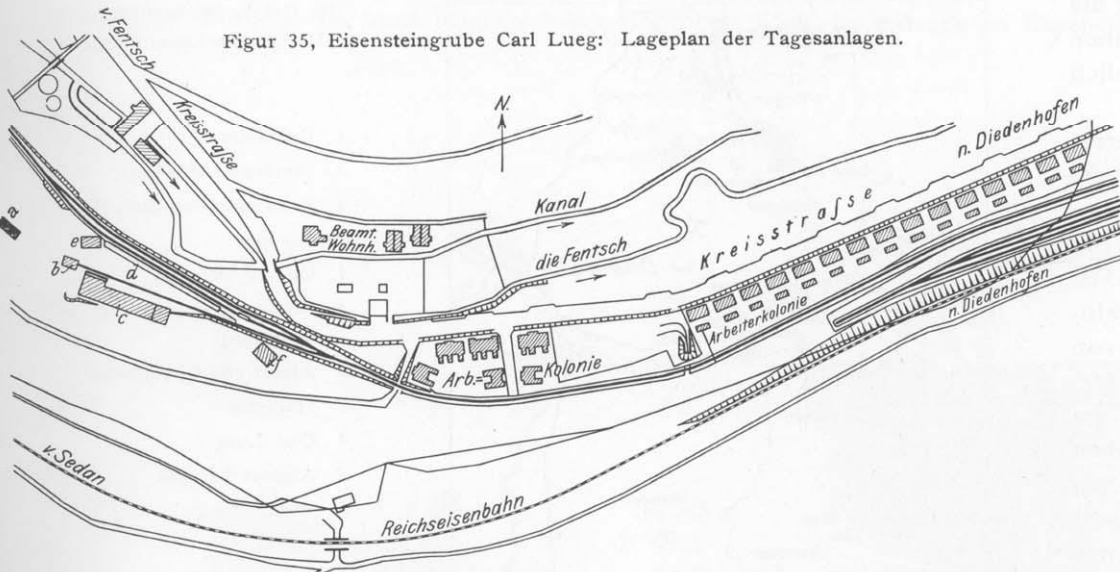 Figur 35, Eisensteingrube Carl Lueg: Lageplan der Tagesanlagen.
v. Fentsch
Kreisstraſse
N.
n. Diedenhofen
Kanal
Beamt.
Wohnh.
die Fentsch
Kreisstraſse
a
e
b
d
c
f
Arbeiterkolonie
n. Diedenhofen
Arb.=
Kolonie
v. Sedan
Reichseisenbahn